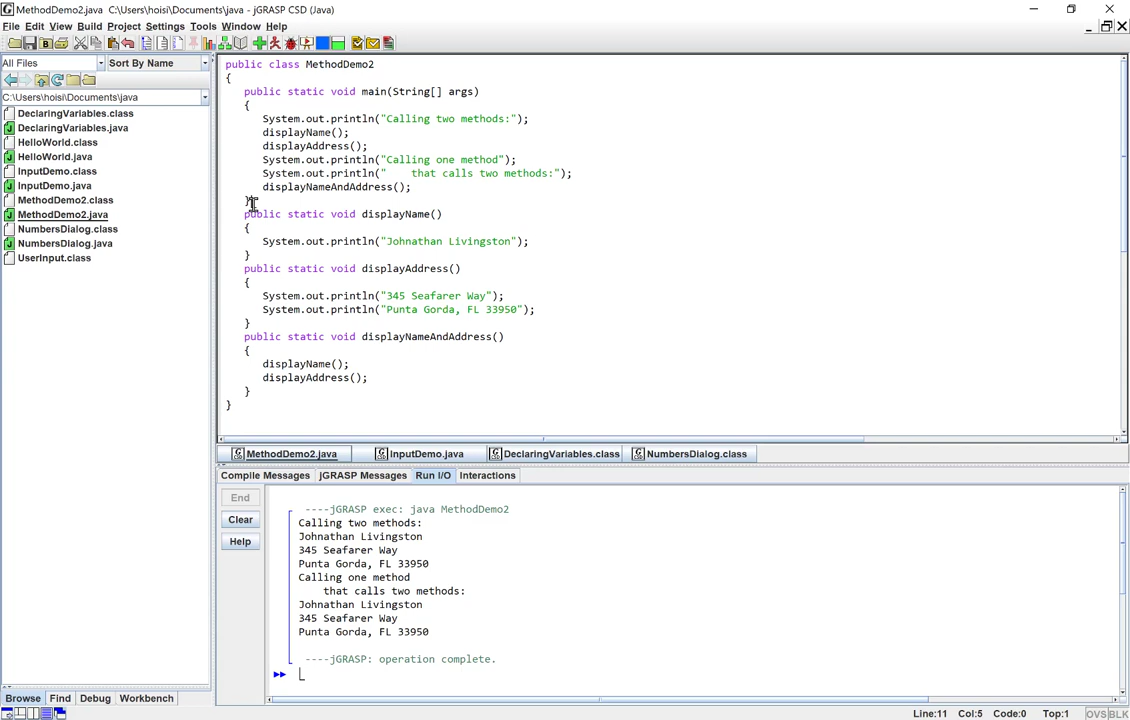 MethodDemo2.java C:\Users\hoisi\Documents\java - jGRASP CSD (Java)
File Edit View Build Project Settings Tools Window Help
All Files Sort By Name
C:\Users\hoisi\Documents\java
DeclaringVariables.class
DeclaringVariables.java
HelloWorld.class
HelloWorld.java
InputDemo.class
InputDemo.java
MethodDemo2.class
MethodDemo2.java
NumbersDialog.class
NumbersDialog.java
UserInput.class
Browse Find Debug Workbench
public class MethodDemo2
{
public static void main(String[] args)
{
System.out.println("Calling two methods:");
displayName();
displayAddress();
System.out.println("Calling one method");
System.out.println("    that calls two methods:");
displayNameAndAddress();
}
public static void displayName()
{
System.out.println("Johnathan Livingston");
}
public static void displayAddress()
{
System.out.println("345 Seafarer Way");
System.out.println("Punta Gorda, FL 33950");
}
public static void displayNameAndAddress()
{
displayName();
displayAddress();
}
}
MethodDemo2.java InputDemo.java DeclaringVariables.class NumbersDialog.class
Compile Messages jGRASP Messages Run I/O Interactions
End
Clear
Help
----jGRASP exec: java MethodDemo2
Calling two methods:
Johnathan Livingston
345 Seafarer Way
Punta Gorda, FL 33950
Calling one method
    that calls two methods:
Johnathan Livingston
345 Seafarer Way
Punta Gorda, FL 33950
----jGRASP: operation complete.
Line:11 Col:5 Code:0 Top:1 OVS BLK